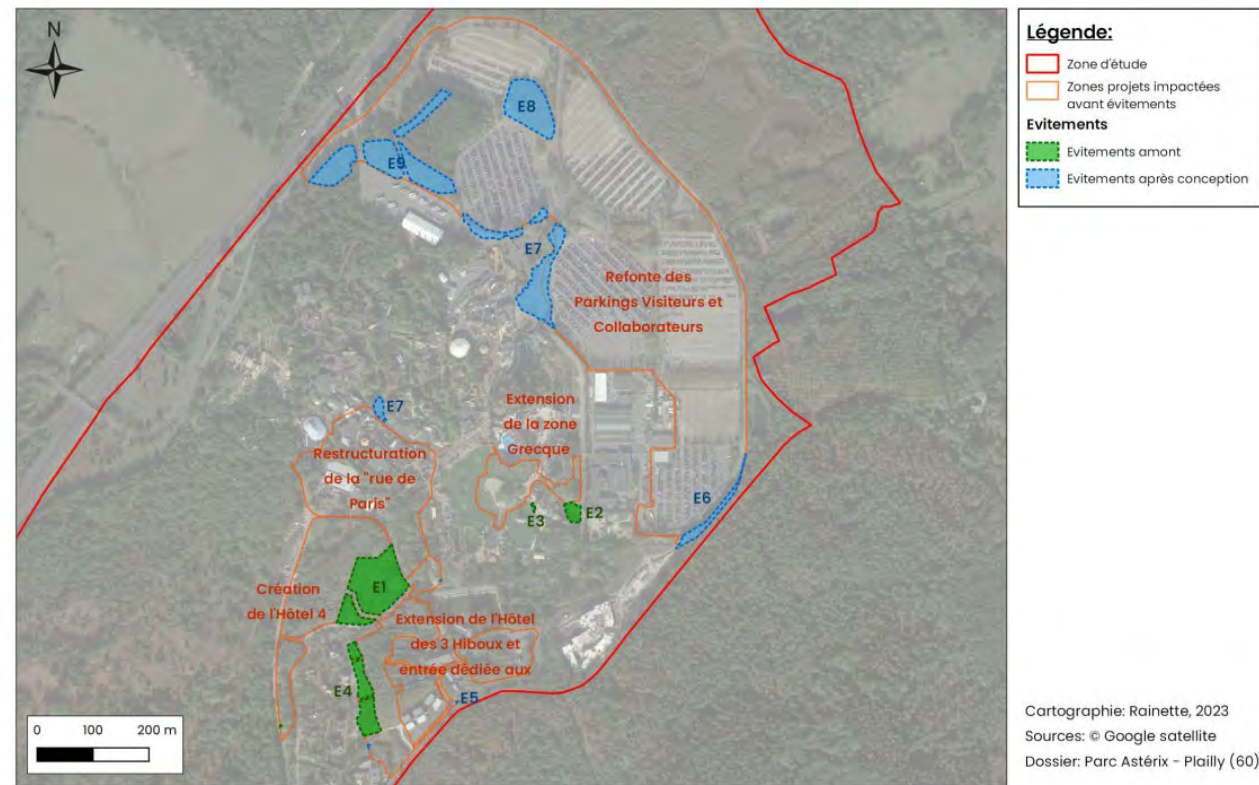 N
E8
E9
E7
Refonte des
Parkings Visiteurs et
Collaborateurs
E7
Extension
de la zone
Grecque
Restructuration
de la "rue de
Paris"
E6
E3
E2
E1
Création
de l'Hôtel 4
Extension de l'Hôtel
des 3 Hiboux et
entrée dédiée aux
E4
E5
0 100 200 m
Légende:
Zone d'étude
Zones projets impactées
avant évitements
Evitements
Evitements amont
Evitements après conception
Cartographie: Rainette, 2023
Sources: © Google satellite
Dossier: Parc Astérix - Plailly (60)